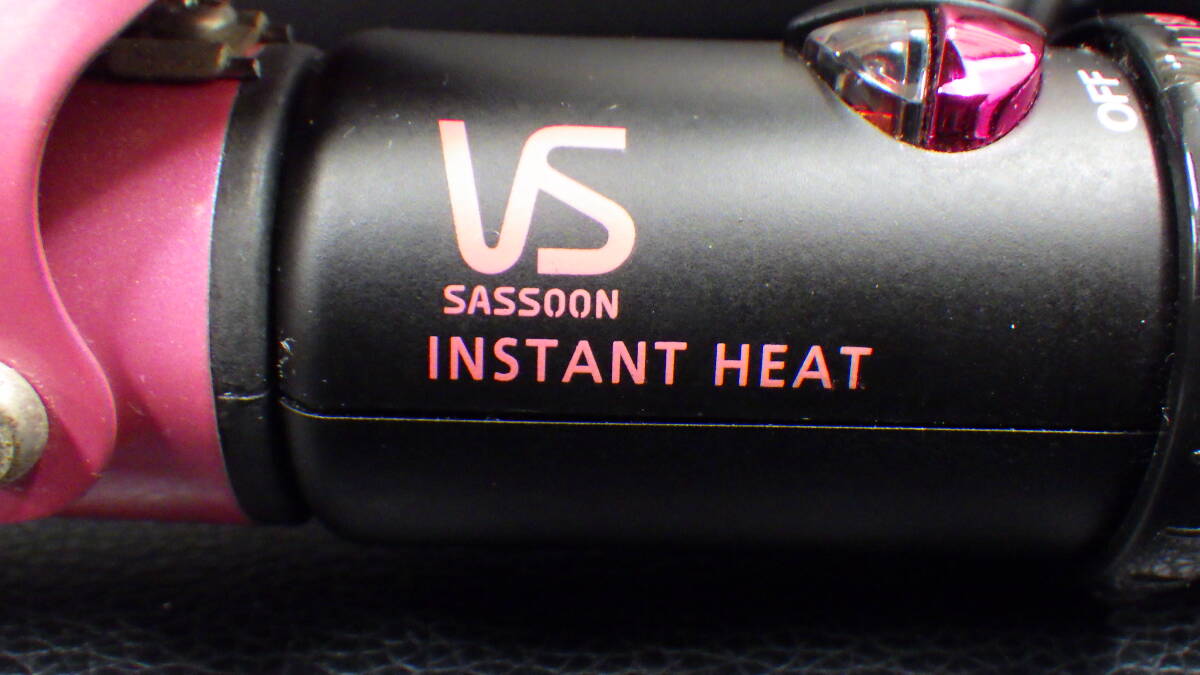 VS
SASSOON
INSTANT HEAT
OFF